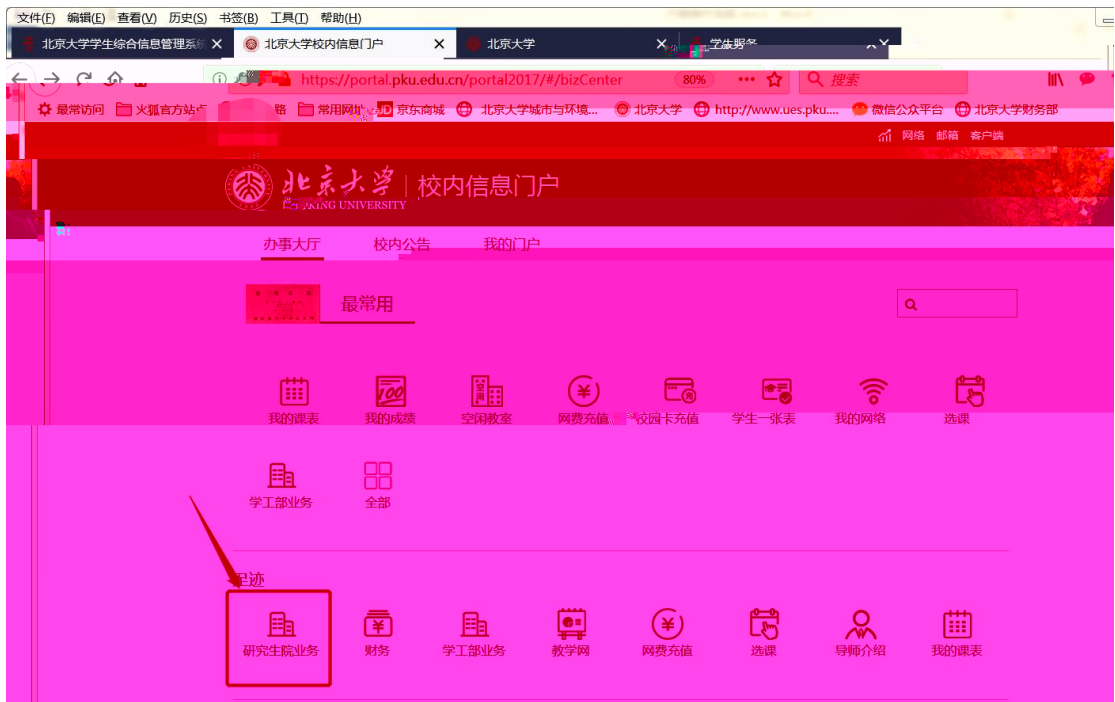 文件(F) 编辑(E) 查看(V) 历史(S) 书签(B) 工具(T) 帮助(H)
北京大学学生综合信息管理系统 北京大学校内信息门户 北京大学
https://portal.pku.edu.cn/portal2017/#/bizCenter 80% 搜索
最常访问 火狐官方站点 常用网址 JD 京东商城 北京大学城市与环境... 北京大学 http://www.ues.pku.... 微信公众平台 北京大学财务部
网络 邮箱 客户端
北京大学 校内信息门户
UNIVERSITY
办事大厅 校内公告 我的门户
最常用
我的课表 我的成绩 空闲教室 网费充值 校园卡充值 学生一张表 我的网络 选课
学工部业务 全部
足迹
研究生院业务 财务 学工部业务 教学网 网费充值 选课 导师介绍 我的课表